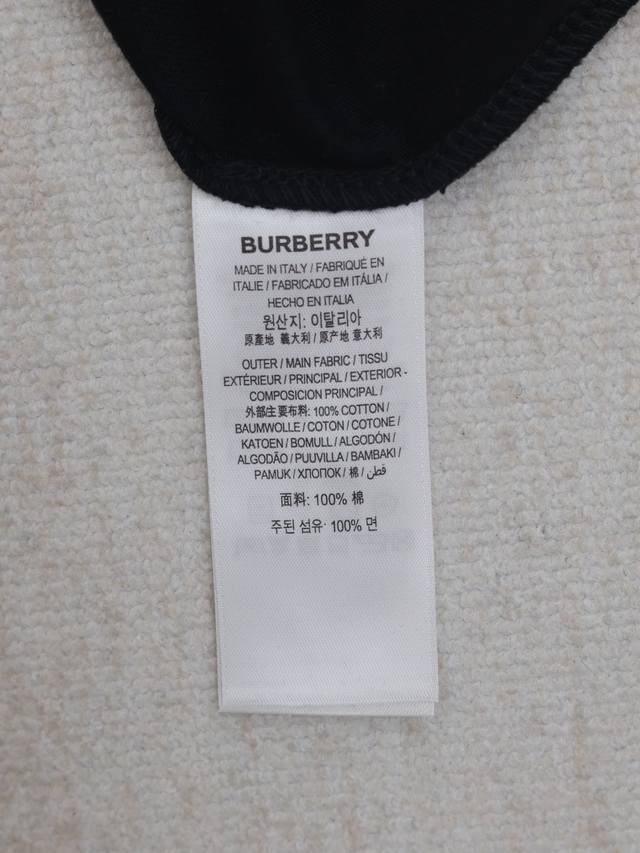 BURBERRY
MADE IN ITALY / FABRIQUÉ EN
ITALIE / FABRICADO EM ITÁLIA /
HECHO EN ITALIA
원산지: 이탈리아
原產地 義大利 / 原产地 意大利
OUTER / MAIN FABRIC / TISSU
EXTÉRIEUR / PRINCIPAL / EXTERIOR -
COMPOSICION PRINCIPAL /
外部主要布料: 100% COTTON /
BAUMWOLLE / COTON / COTONE /
KATOEN / BOMULL / ALGODÓN /
ALGODÃO / PUUVILLA / BAMBAKI /
PAMUK / ХЛОПОК / 棉 / قطن
面料: 100% 棉
주된 섬유· 100% 면